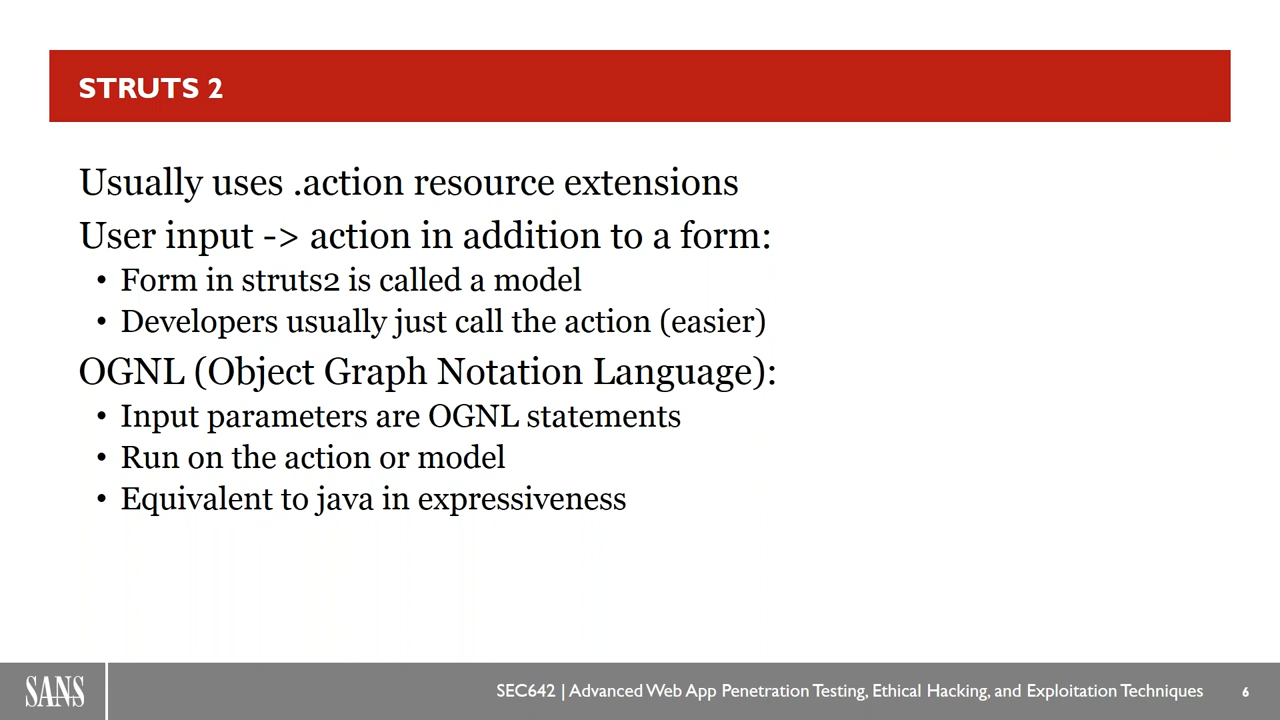 STRUTS 2
Usually uses .action resource extensions
User input -> action in addition to a form:
• Form in struts2 is called a model
• Developers usually just call the action (easier)
OGNL (Object Graph Notation Language):
• Input parameters are OGNL statements
• Run on the action or model
• Equivalent to java in expressiveness
SANS
SEC642 | Advanced Web App Penetration Testing, Ethical Hacking, and Exploitation Techniques
6